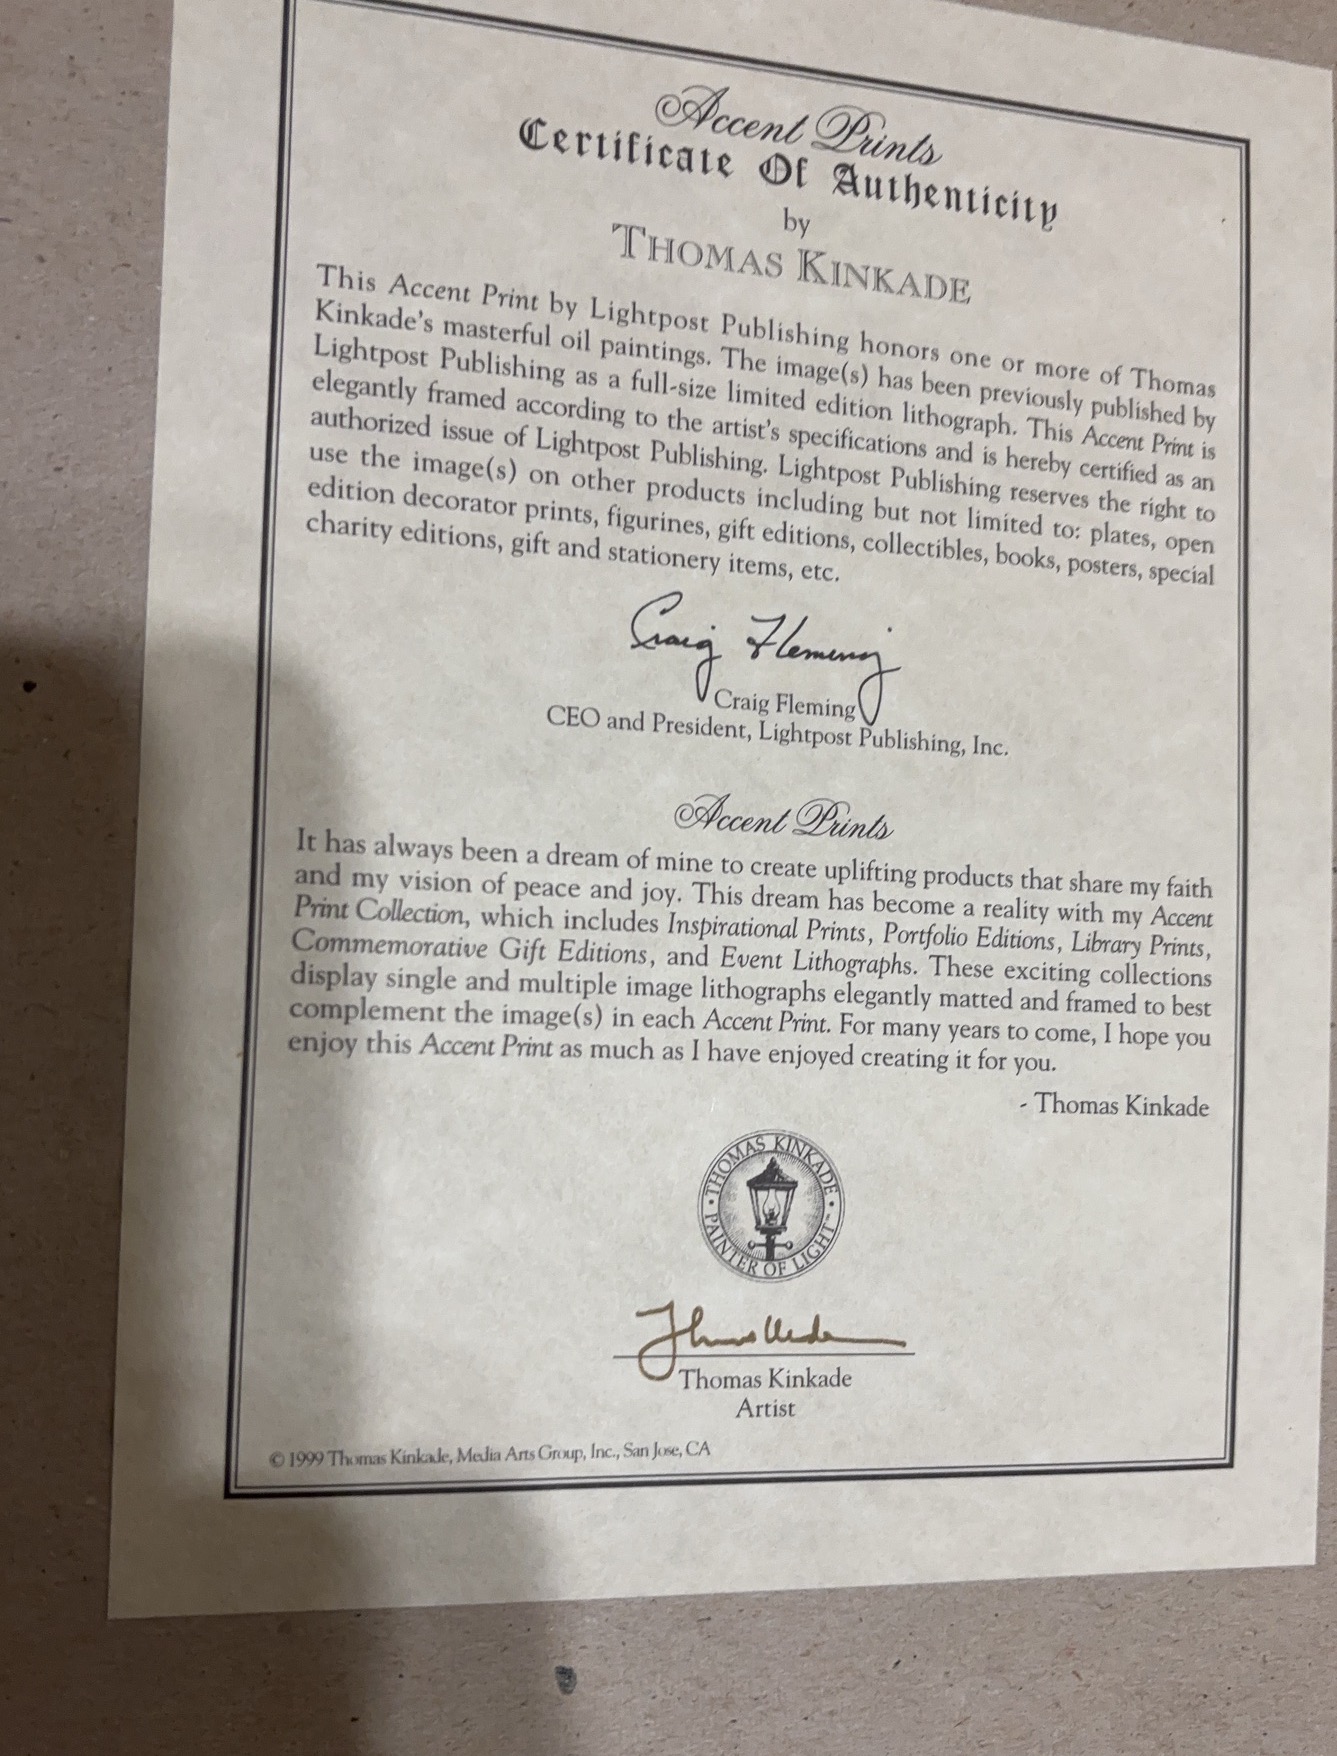 Accent Prints
Certificate Of Authenticity
by
THOMAS KINKADE
This Accent Print by Lightpost Publishing honors one or more of Thomas
Kinkade's masterful oil paintings. The image(s) has been previously published by
Lightpost Publishing as a full-size limited edition lithograph. This Accent Print is
elegantly framed according to the artist's specifications and is hereby certified as an
authorized issue of Lightpost Publishing. Lightpost Publishing reserves the right to
use the image(s) on other products including but not limited to: plates, open
edition decorator prints, figurines, gift editions, collectibles, books, posters, special
charity editions, gift and stationery items, etc.
Craig Fleming
Craig Fleming
CEO and President, Lightpost Publishing, Inc.
Accent Prints
It has always been a dream of mine to create uplifting products that share my faith
and my vision of peace and joy. This dream has become a reality with my Accent
Print Collection, which includes Inspirational Prints, Portfolio Editions, Library Prints,
Commemorative Gift Editions, and Event Lithographs. These exciting collections
display single and multiple image lithographs elegantly matted and framed to best
complement the image(s) in each Accent Print. For many years to come, I hope you
enjoy this Accent Print as much as I have enjoyed creating it for you.
- Thomas Kinkade
• THOMAS KINKADE •
PAINTER OF LIGHT™
Thomas Kinkade
Thomas Kinkade
Artist
© 1999 Thomas Kinkade, Media Arts Group, Inc., San Jose, CA